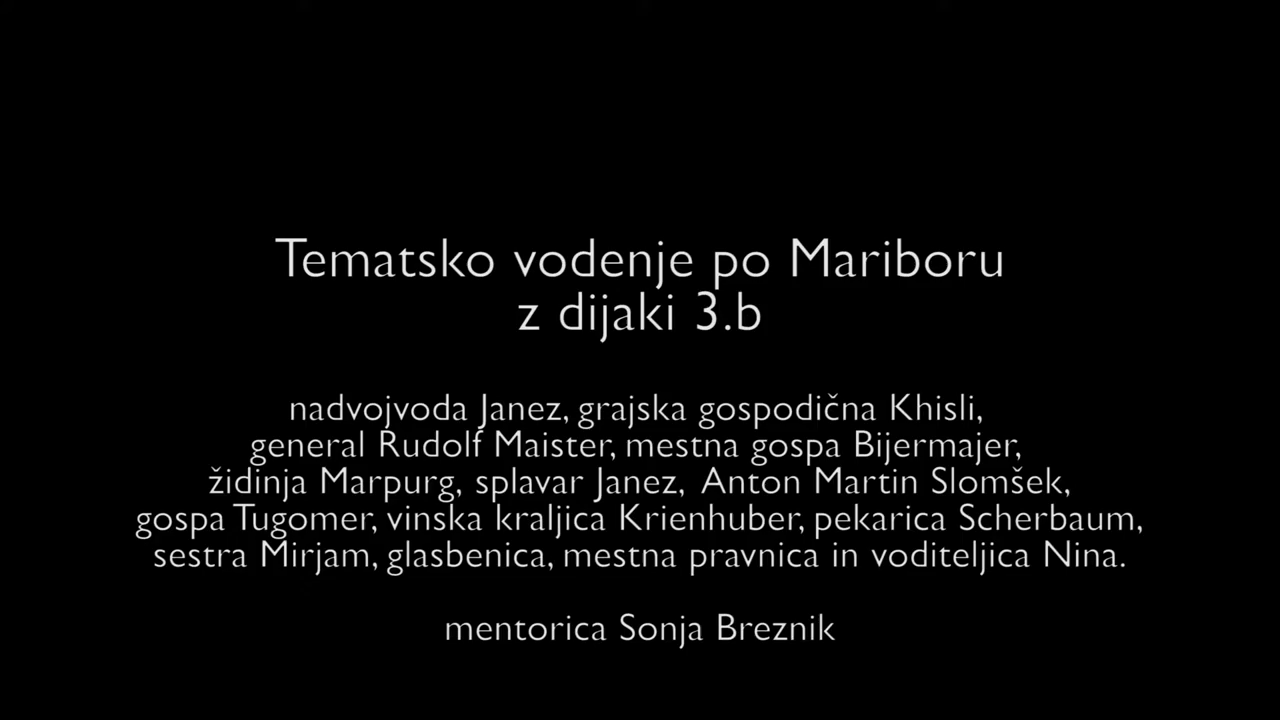 Tematsko vodenje po Mariboru
z dijaki 3.b
nadvojvoda Janez, grajska gospodična Khisli,
general Rudolf Maister, mestna gospa Bijermajer,
židinja Marpurg, splavar Janez, Anton Martin Slomšek,
gospa Tugomer, vinska kraljica Krienhuber, pekarica Scherbaum,
sestra Mirjam, glasbenica, mestna pravnica in voditeljica Nina.
mentorica Sonja Breznik